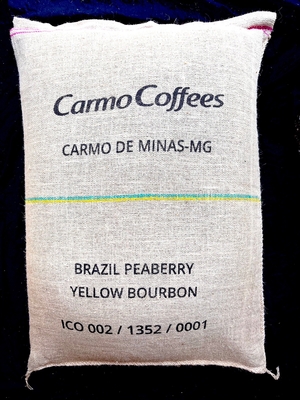 Carmo Coffees
CARMO DE MINAS-MG
BRAZIL PEABERRY
YELLOW BOURBON
ICO 002 / 1352 / 0001